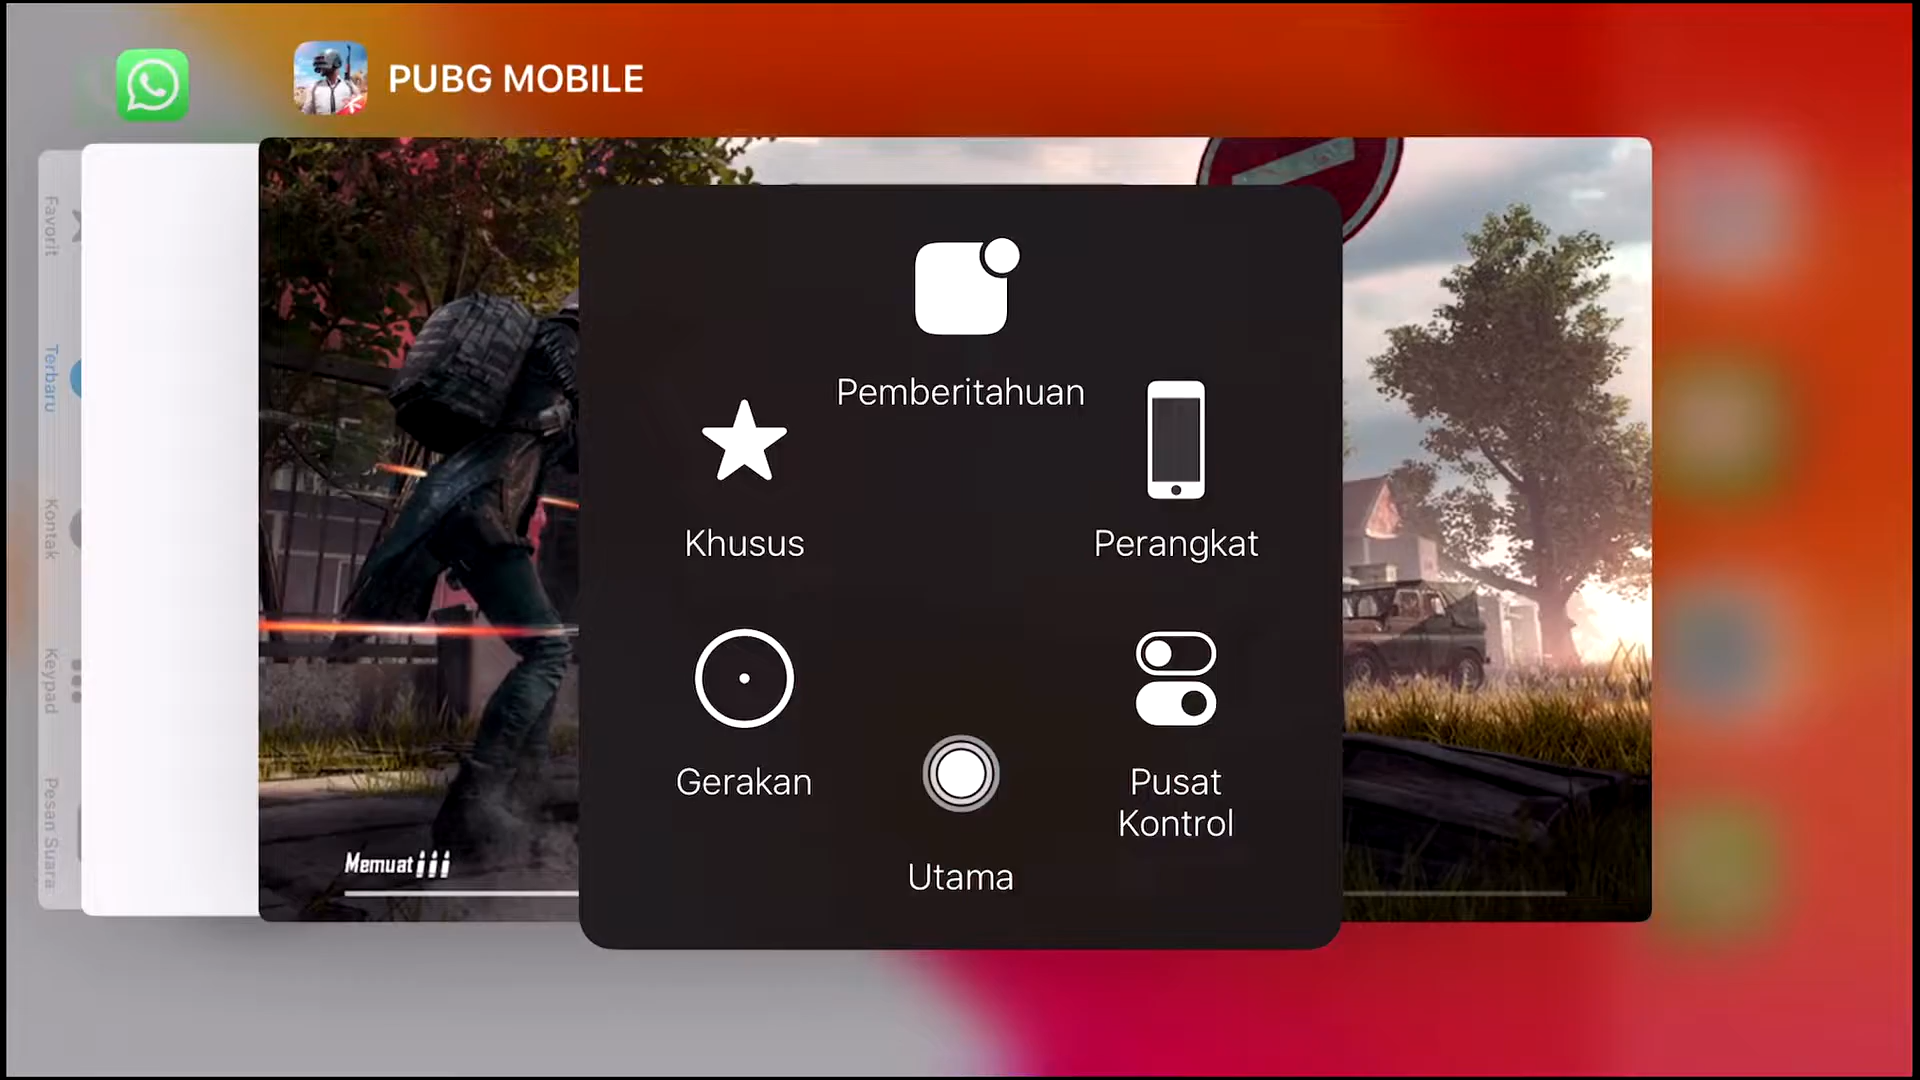 PUBG MOBILE
Favorit
Terbaru
Kontak
Keypad
Pesan Suara
Pemberitahuan
Khusus
Perangkat
Gerakan
Pusat
Kontrol
Utama
Memuat